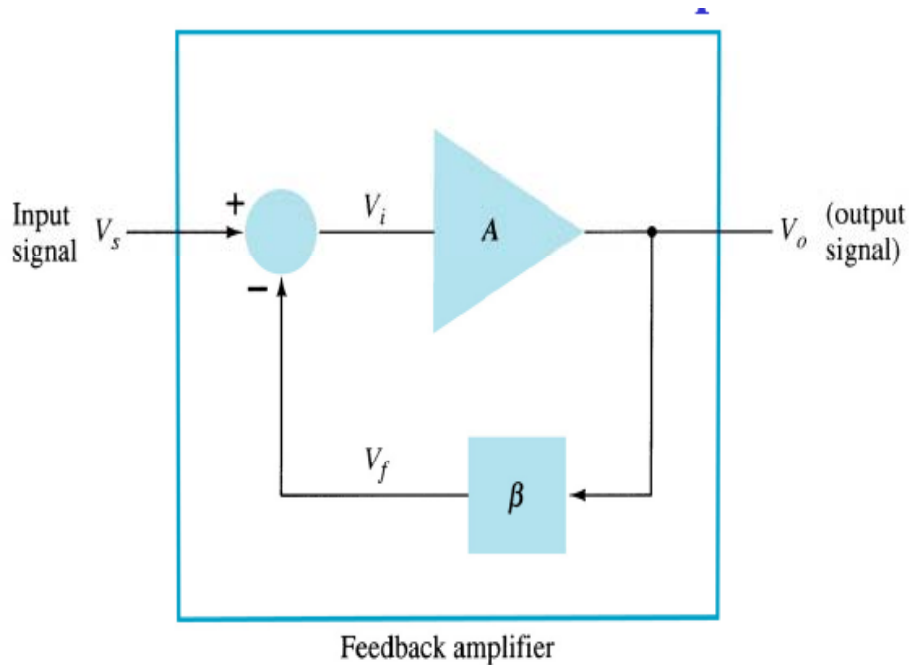 +
Input
signal
V_s
V_i
A
V_o
(output
signal)
−
V_f
β
Feedback amplifier